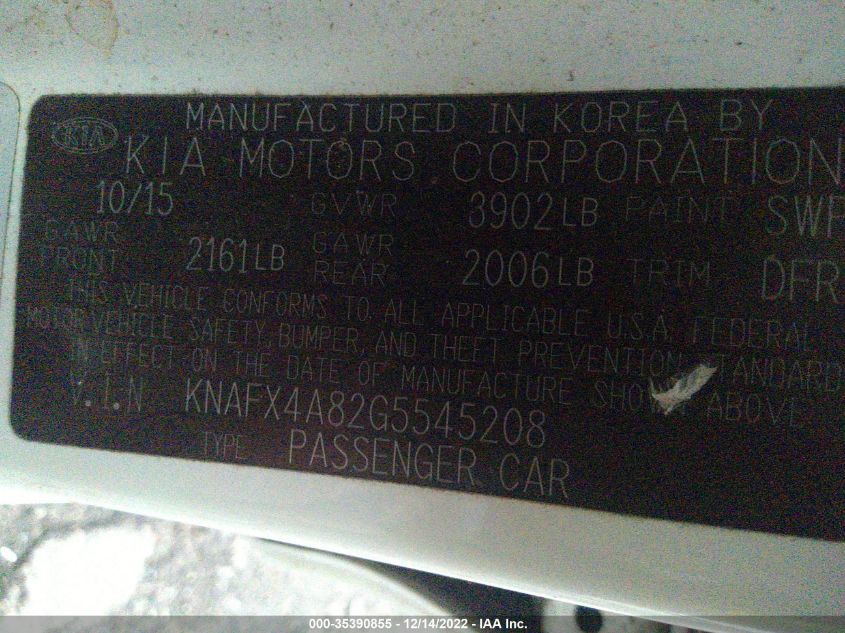 MANUFACTURED IN KOREA BY
KIA
KIA MOTORS CORPORATION
10/15 GVWR 3902LB PAINT SWP
GAWR FRONT 2161LB GAWR REAR 2006LB TRIM DFR
THIS VEHICLE CONFORMS TO ALL APPLICABLE U.S.A. FEDERAL
MOTOR VEHICLE SAFETY, BUMPER, AND THEFT PREVENTION STANDARD
IN EFFECT ON THE DATE OF MANUFACTURE SHO ABOVE
V.I.N KNAFX4A82G5545208
TYPE PASSENGER CAR
000-35390855 - 12/14/2022 - IAA Inc.